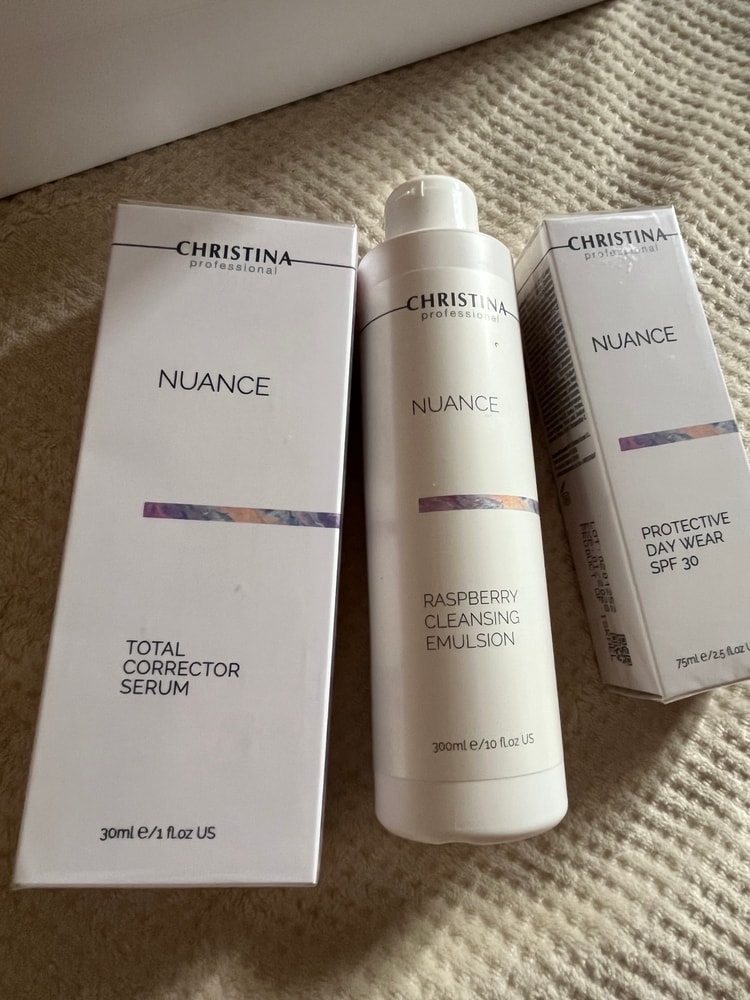 CHRISTINA
professional
NUANCE
TOTAL
CORRECTOR
SERUM
30ml e/1 fl.oz US
CHRISTINA
professional
NUANCE
RASPBERRY
CLEANSING
EMULSION
300ml e/10 fl.oz US
CHRISTINA
professional
NUANCE
PROTECTIVE
DAY WEAR
SPF 30
75ml e/2.5 fl.oz